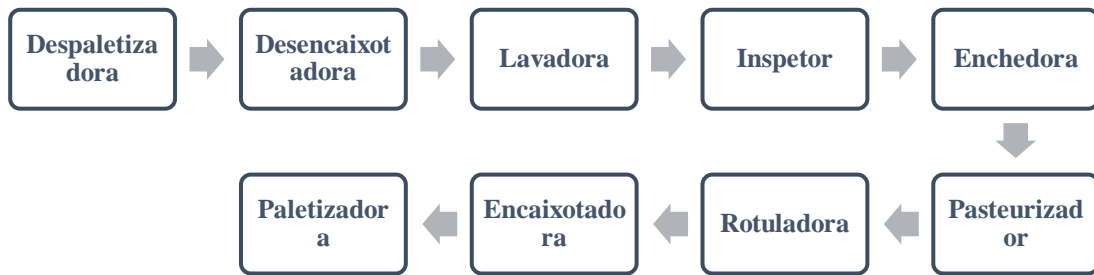 Despaletiza
dora
Desencaixot
adora
Lavadora
Inspetor
Enchedora
Pasteurizad
or
Rotuladora
Encaixotado
ra
Paletizador
a